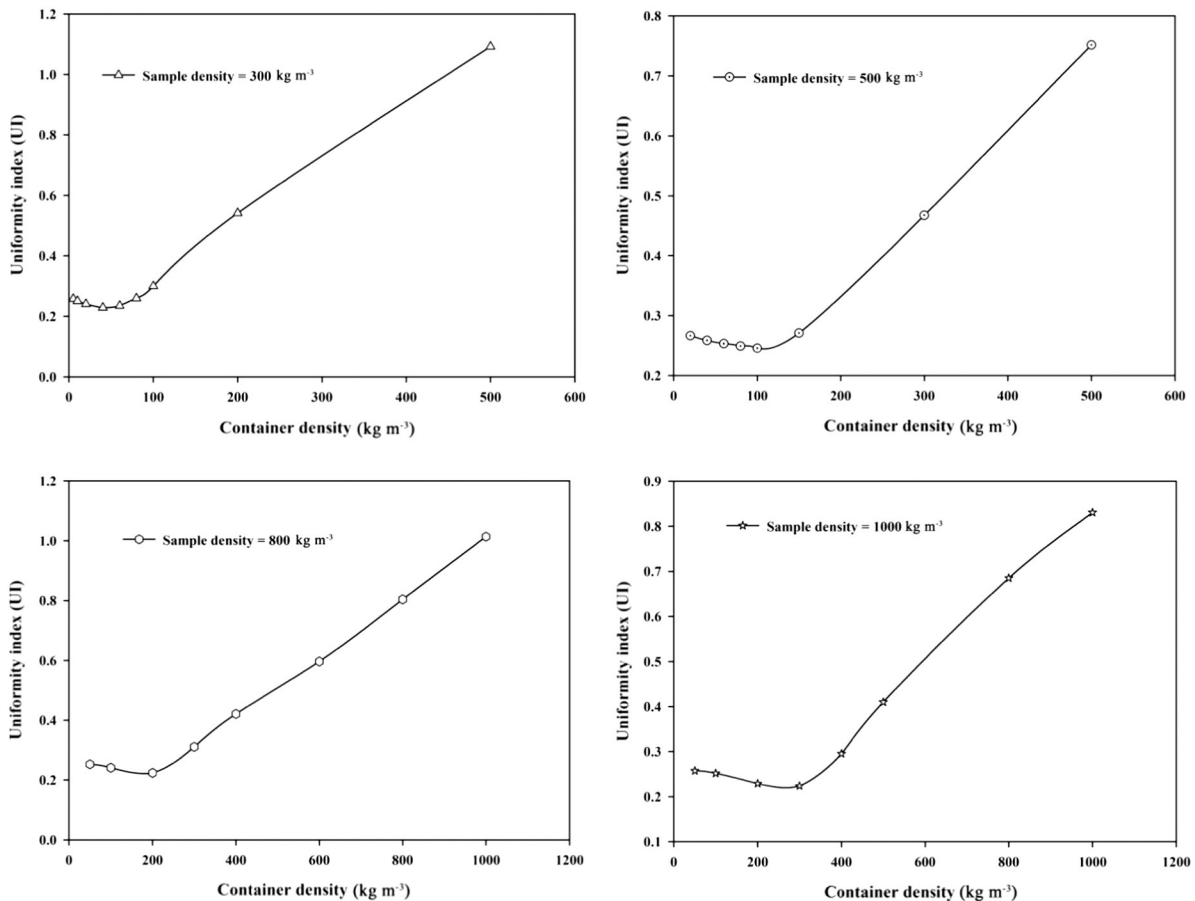 1.2
1.0
0.8
0.6
0.4
0.2
0.0
Uniformity index (UI)
Sample density = 300 kg m-3
0 100 200 300 400 500 600
Container density (kg m-3)
0.8
0.7
0.6
0.5
0.4
0.3
0.2
Uniformity index (UI)
Sample density = 500 kg m-3
0 100 200 300 400 500 600
Container density (kg m-3)
1.2
1.0
0.8
0.6
0.4
0.2
0.0
Uniformity index (UI)
Sample density = 800 kg m-3
0 200 400 600 800 1000 1200
Container density (kg m-3)
0.9
0.8
0.7
0.6
0.5
0.4
0.3
0.2
0.1
Uniformity index (UI)
Sample density = 1000 kg m-3
0 200 400 600 800 1000 1200
Container density (kg m-3)